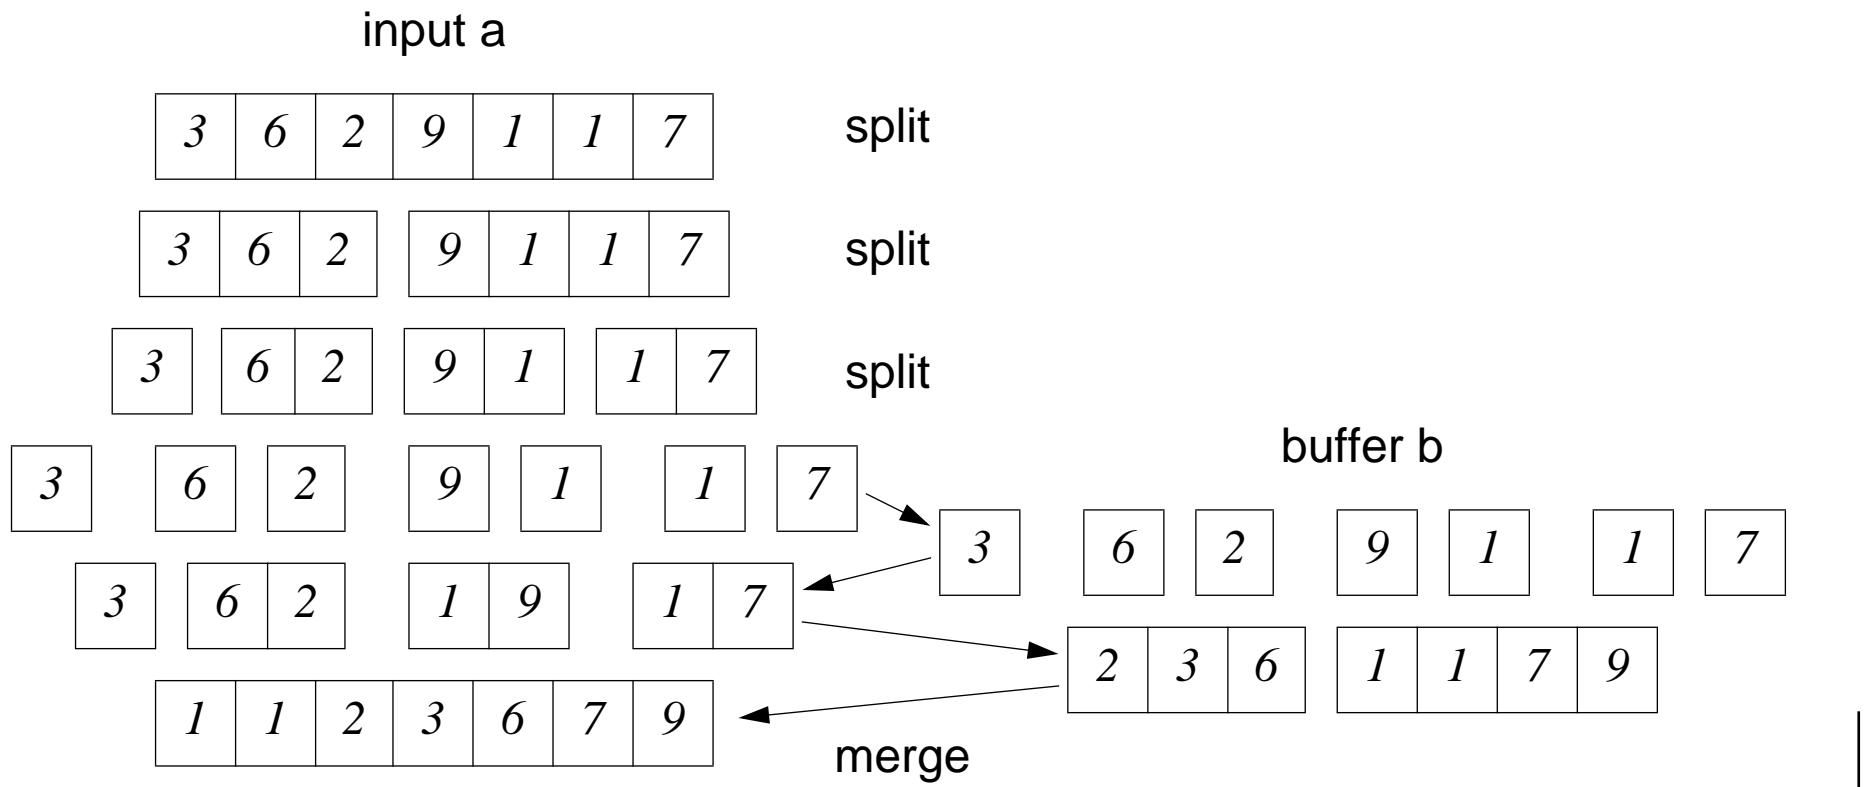 input a
3 6 2 9 1 1 7 split
3 6 2 9 1 1 7 split
3 6 2 9 1 1 7 split
3 6 2 9 1 1 7
buffer b
3 6 2 9 1 1 7
3 6 2 1 9 1 7
2 3 6 1 1 7 9
1 1 2 3 6 7 9
merge